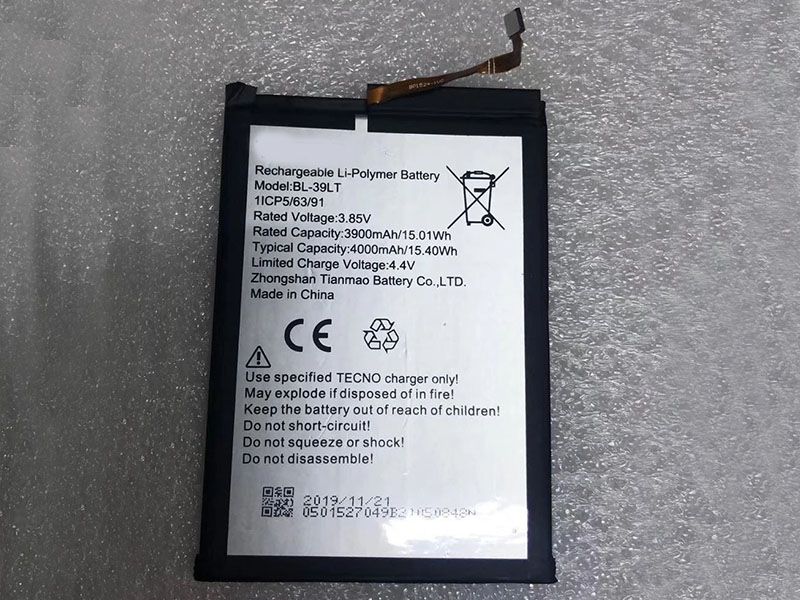 Rechargeable Li-Polymer Battery
Model:BL-39LT
1ICP5/63/91
Rated Voltage:3.85V
Rated Capacity:3900mAh/15.01Wh
Typical Capacity:4000mAh/15.40Wh
Limited Charge Voltage:4.4V
Zhongshan Tianmao Battery Co.,LTD.
Made in China
CE
Use specified TECNO charger only!
May explode if disposed of in fire!
Keep the battery out of reach of children!
Do not short-circuit!
Do not squeeze or shock!
Do not disassemble!
2019/11/21